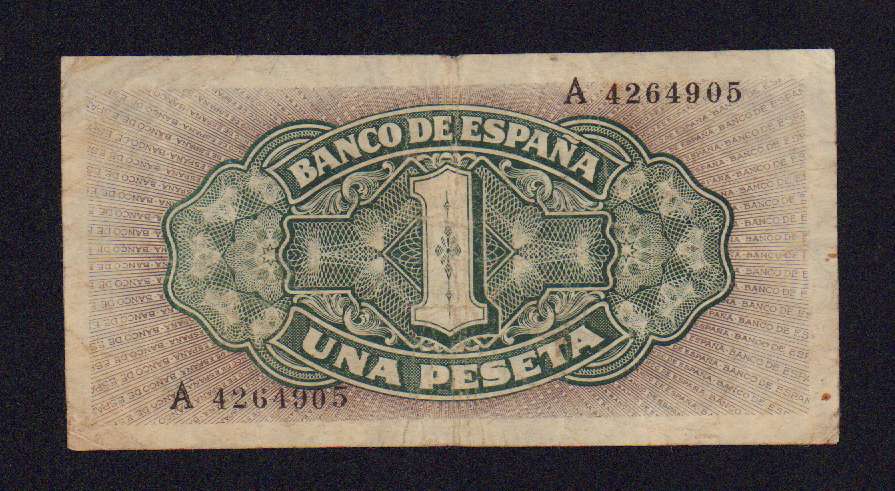 A 4264905
BANCO DE ESPAÑA
1
UNA PESETA
A 4264905